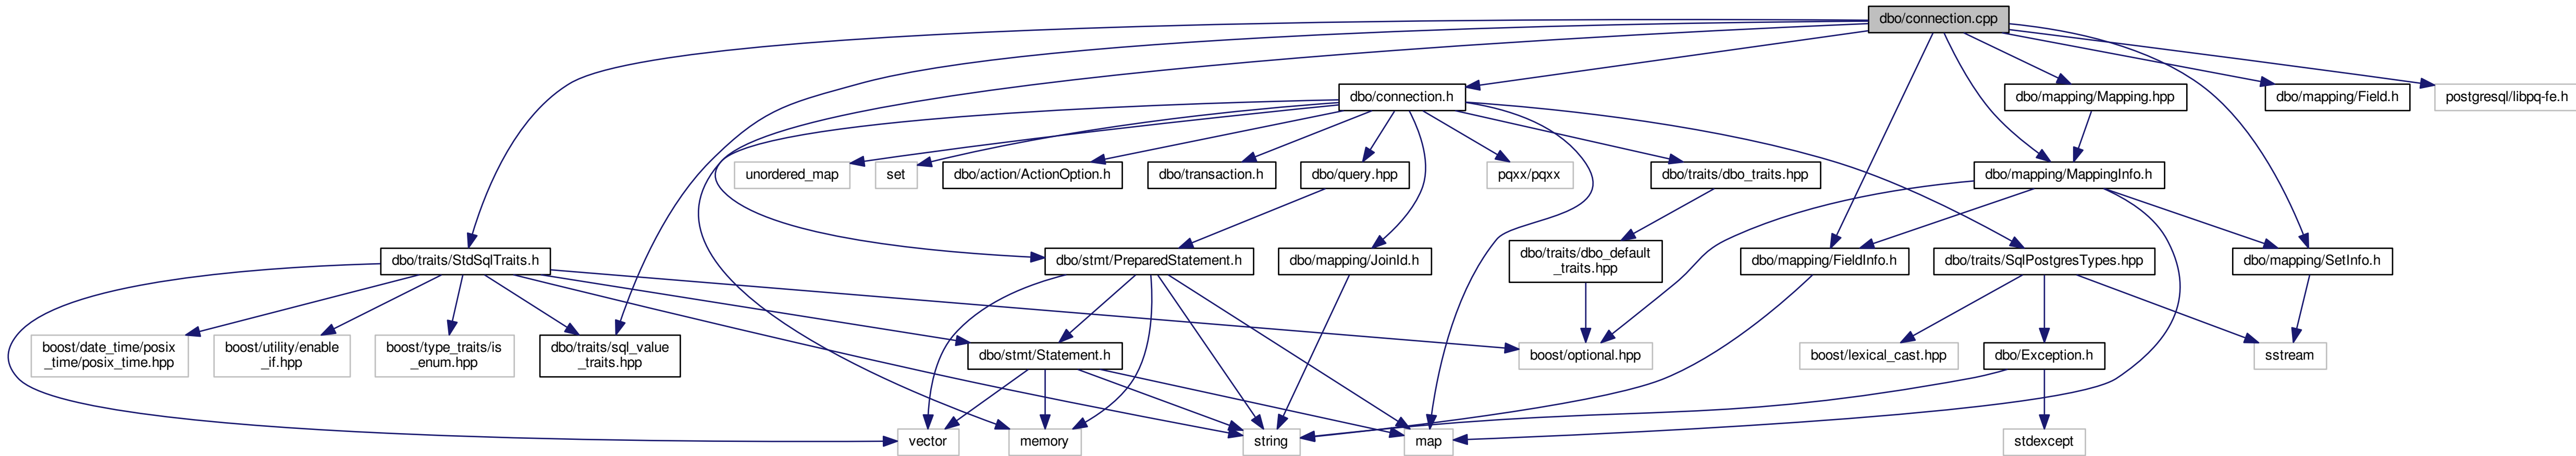 dbo/connection.cpp
dbo/connection.h
dbo/mapping/Mapping.hpp
dbo/mapping/Field.h
postgresql/libpq-fe.h
unordered_map
set
dbo/action/ActionOption.h
dbo/transaction.h
dbo/query.hpp
pqxx/pqxx
dbo/traits/dbo_traits.hpp
dbo/mapping/MappingInfo.h
dbo/traits/StdSqlTraits.h
dbo/stmt/PreparedStatement.h
dbo/mapping/JoinId.h
dbo/traits/dbo_default
_traits.hpp
dbo/mapping/FieldInfo.h
dbo/traits/SqlPostgresTypes.hpp
dbo/mapping/SetInfo.h
boost/date_time/posix
_time/posix_time.hpp
boost/utility/enable
_if.hpp
boost/type_traits/is
_enum.hpp
dbo/traits/sql_value
_traits.hpp
dbo/stmt/Statement.h
boost/optional.hpp
boost/lexical_cast.hpp
dbo/Exception.h
sstream
vector
memory
string
map
stdexcept